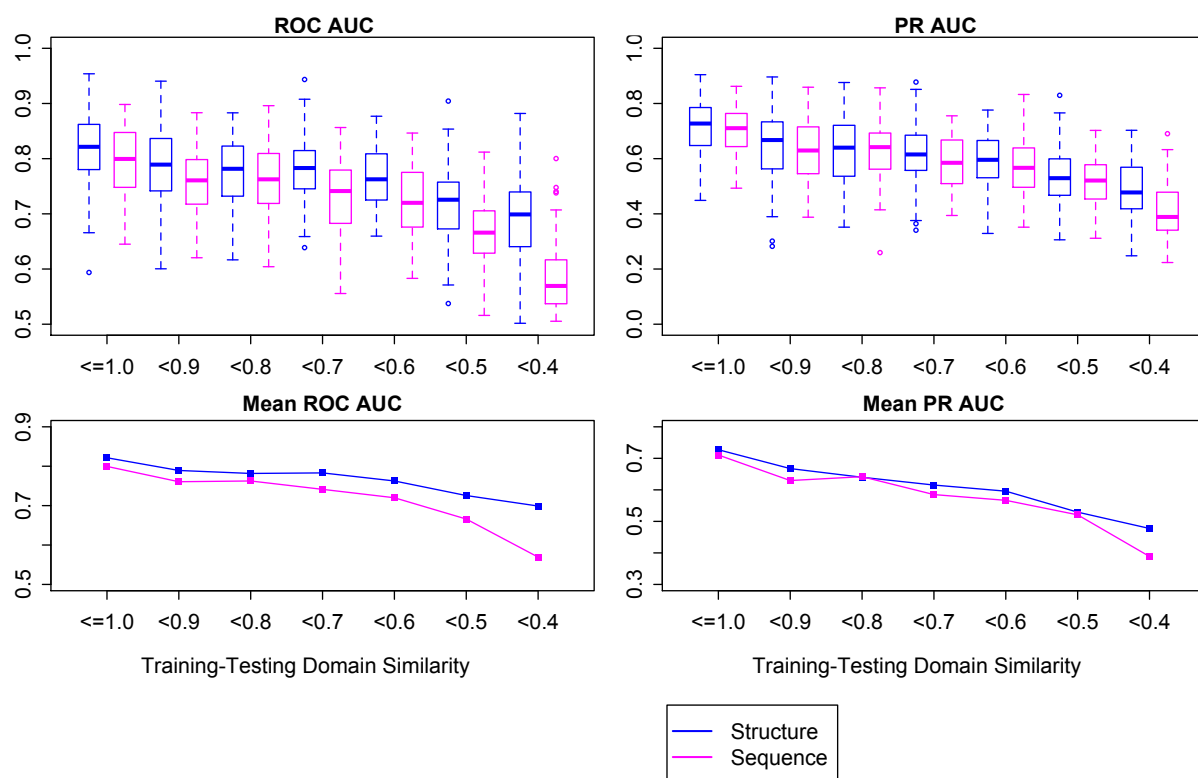 ROC AUC
1.0
0.9
0.8
0.7
0.6
0.5
<=1.0 <0.9 <0.8 <0.7 <0.6 <0.5 <0.4
PR AUC
1.0
0.8
0.6
0.4
0.2
0.0
<=1.0 <0.9 <0.8 <0.7 <0.6 <0.5 <0.4
Mean ROC AUC
0.9
0.7
0.5
<=1.0 <0.9 <0.8 <0.7 <0.6 <0.5 <0.4
Training-Testing Domain Similarity
Mean PR AUC
0.7
0.5
0.3
<=1.0 <0.9 <0.8 <0.7 <0.6 <0.5 <0.4
Training-Testing Domain Similarity
Structure
Sequence